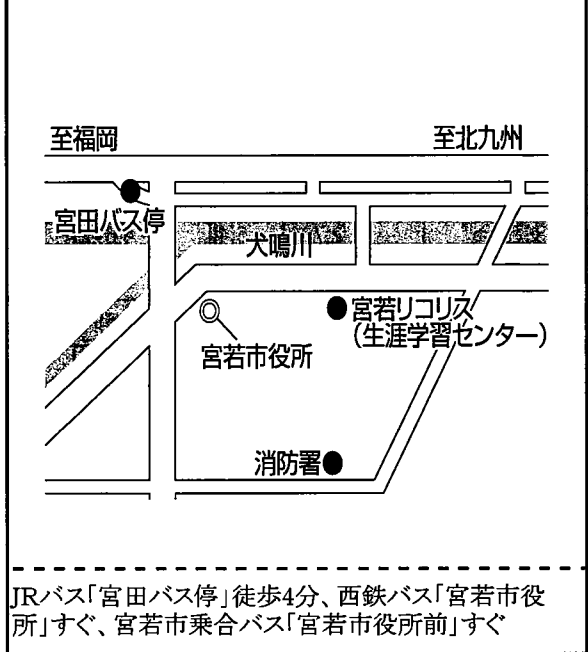 至福岡
至北九州
宮田バス停
犬鳴川
宮若リコリス
(生涯学習センター)
宮若市役所
消防署
JRバス「宮田バス停」徒歩4分、西鉄バス「宮若市役
所」すぐ、宮若市乗合バス「宮若市役所前」すぐ